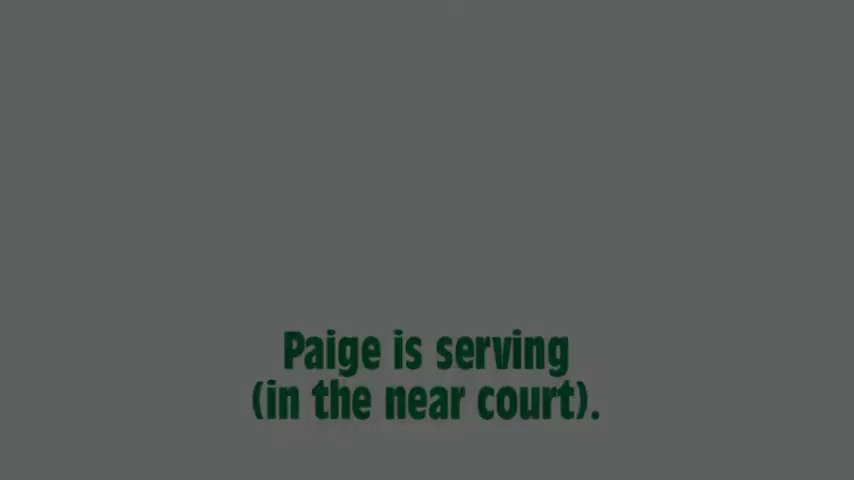 Paige is serving
(in the near court).